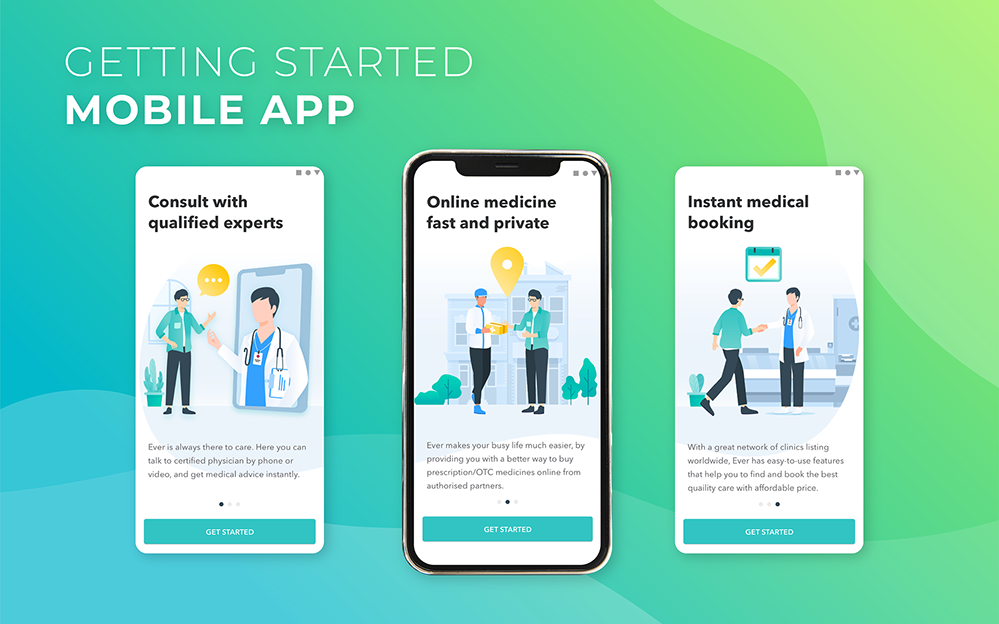 GETTING STARTED
MOBILE APP
Consult with
qualified experts
Ever is always there to care. Here you can
talk to certified physician by phone or
video, and get medical advice instantly.
GET STARTED
Online medicine
fast and private
Ever makes your busy life much easier, by
providing you with a better way to buy
prescription/OTC medicines online from
authorised partners.
GET STARTED
Instant medical
booking
With a great network of clinics listing
worldwide, Ever has easy-to-use features
that help you to find and book the best
quaility care with affordable price.
GET STARTED